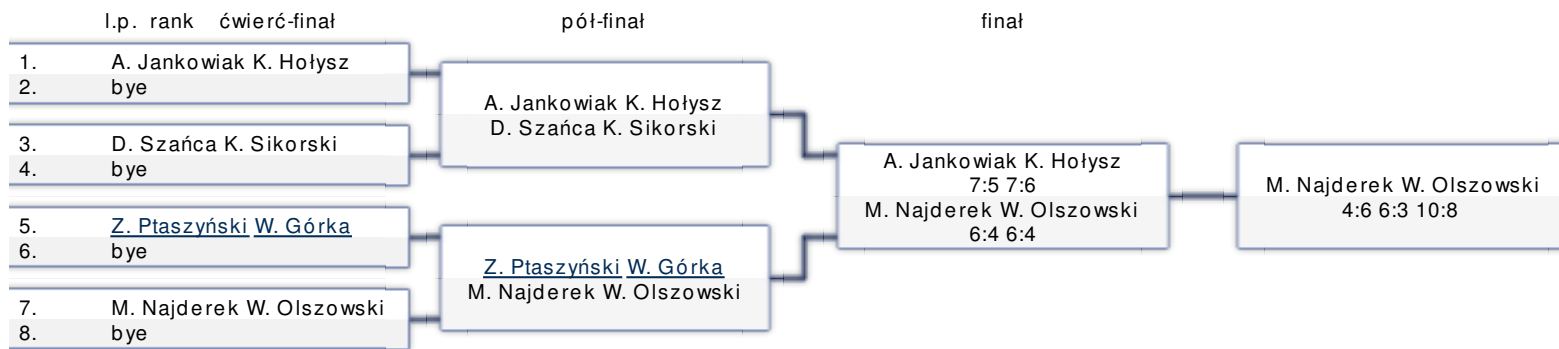 l.p. rank ćwierć-finał pół-finał finał
1. A. Jankowiak K. Hołysz
2. bye
3. D. Szańca K. Sikorski
4. bye
5. Z. Ptaszyński W. Górka
6. bye
7. M. Najderek W. Olszowski
8. bye
A. Jankowiak K. Hołysz
D. Szańca K. Sikorski
Z. Ptaszyński W. Górka
M. Najderek W. Olszowski
A. Jankowiak K. Hołysz
7:5 7:6
M. Najderek W. Olszowski
6:4 6:4
M. Najderek W. Olszowski
4:6 6:3 10:8